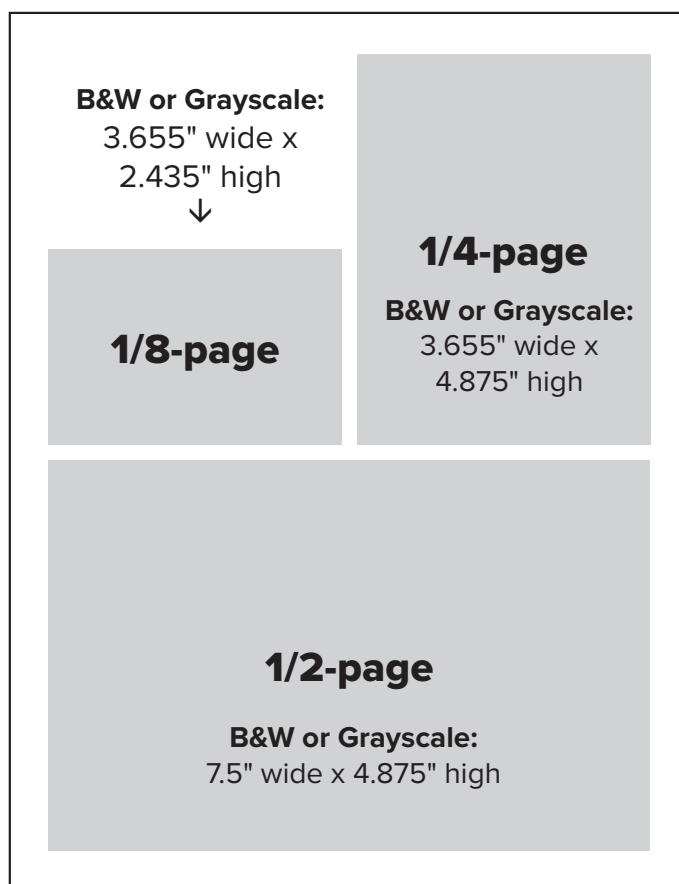 B&W or Grayscale:
3.655" wide x
2.435" high
↓
1/8-page
1/4-page
B&W or Grayscale:
3.655" wide x
4.875" high
1/2-page
B&W or Grayscale:
7.5" wide x 4.875" high